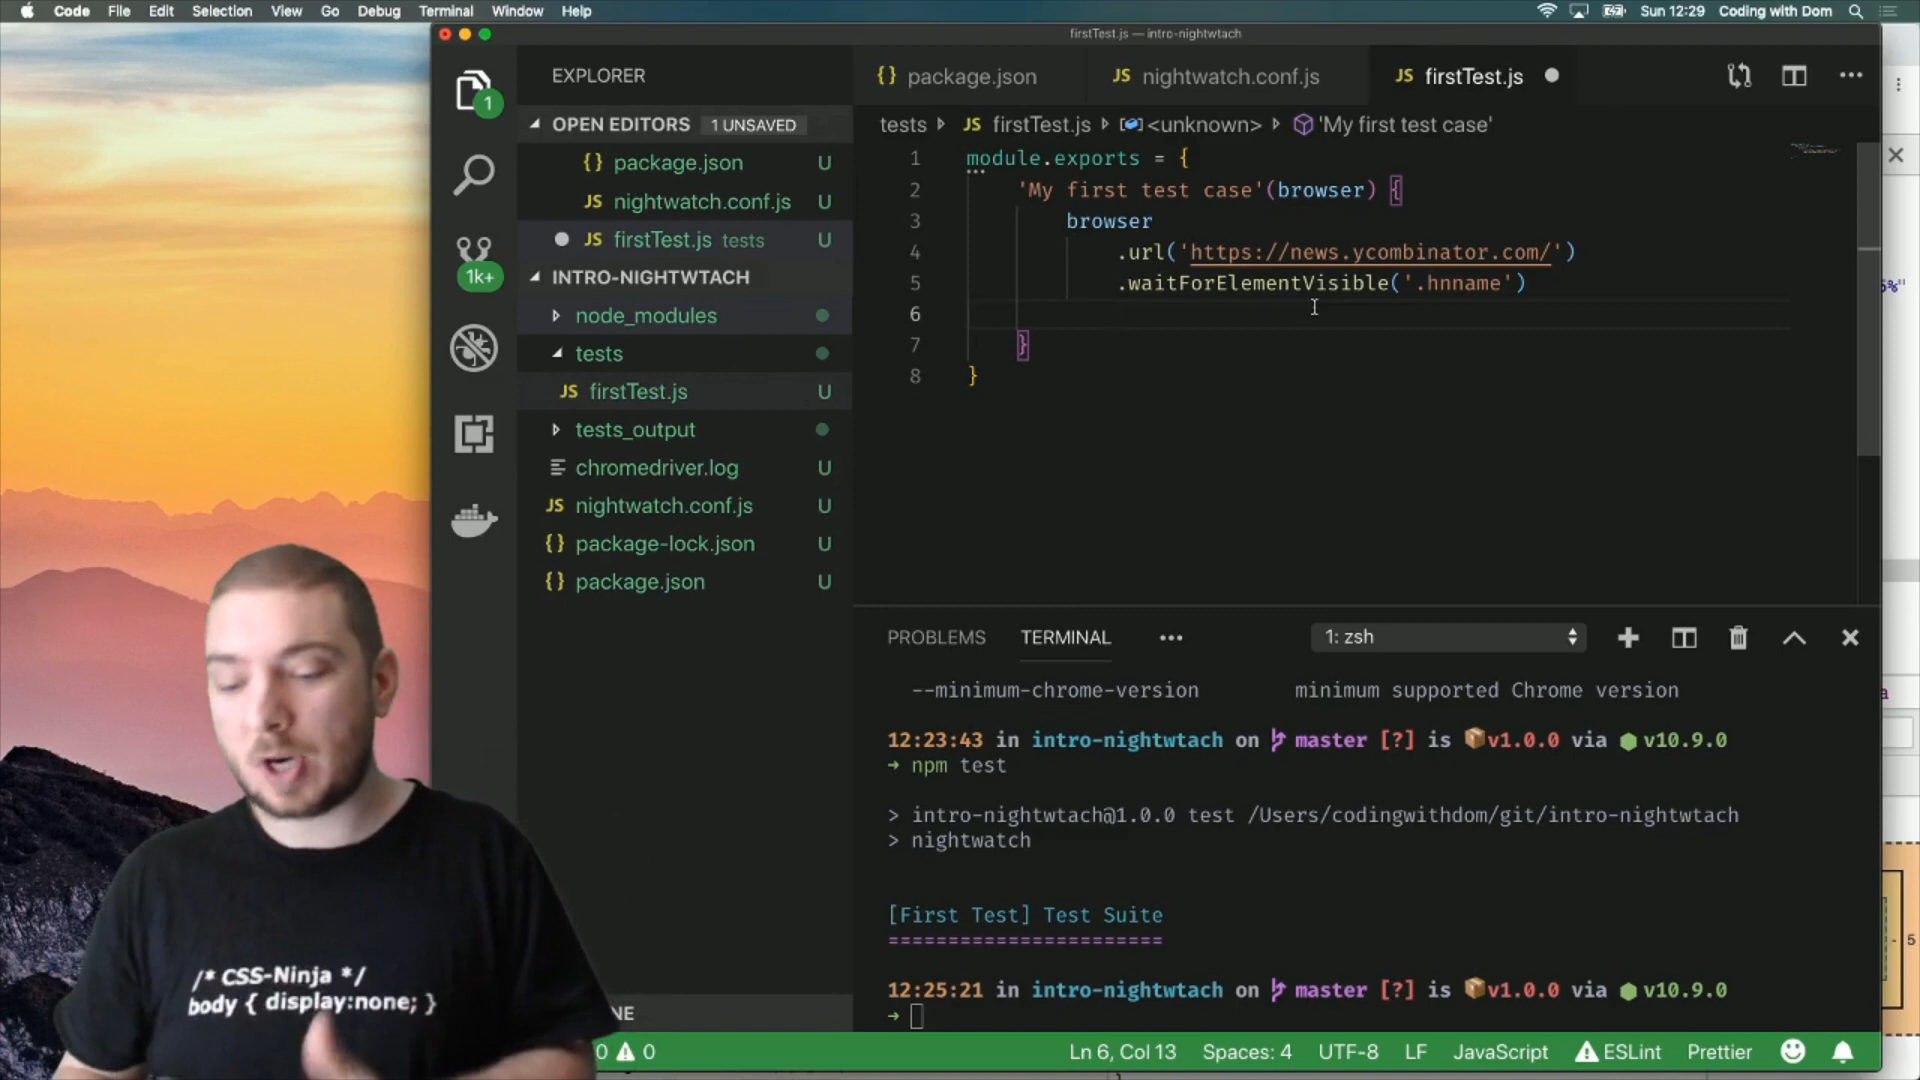 Code File Edit Selection View Go Debug Terminal Window Help Sun 12:29 Coding with Dom
firstTest.js — intro-nightwtach
EXPLORER
OPEN EDITORS 1 UNSAVED
{} package.json U
JS nightwatch.conf.js U
JS firstTest.js tests U
INTRO-NIGHTWTACH
node_modules
tests
JS firstTest.js U
tests_output
chromedriver.log U
JS nightwatch.conf.js U
{} package-lock.json U
{} package.json U
1
1k+
{} package.json JS nightwatch.conf.js JS firstTest.js
tests JS firstTest.js <unknown> 'My first test case'
1 module.exports = {
2 'My first test case'(browser) {
3 browser
4 .url('https://news.ycombinator.com/')
5 .waitForElementVisible('.hnname')
6
7 }
8 }
PROBLEMS TERMINAL ••• 1: zsh
--minimum-chrome-version minimum supported Chrome version
12:23:43 in intro-nightwtach on master [?] is v1.0.0 via v10.9.0
→ npm test
> intro-nightwtach@1.0.0 test /Users/codingwithdom/git/intro-nightwtach
> nightwatch
[First Test] Test Suite
=======================
12:25:21 in intro-nightwtach on master [?] is v1.0.0 via v10.9.0
→
NE
0 0 Ln 6, Col 13 Spaces: 4 UTF-8 LF JavaScript ESLint Prettier
/* CSS-Ninja */
body { display:none; }
%"
a
- 5